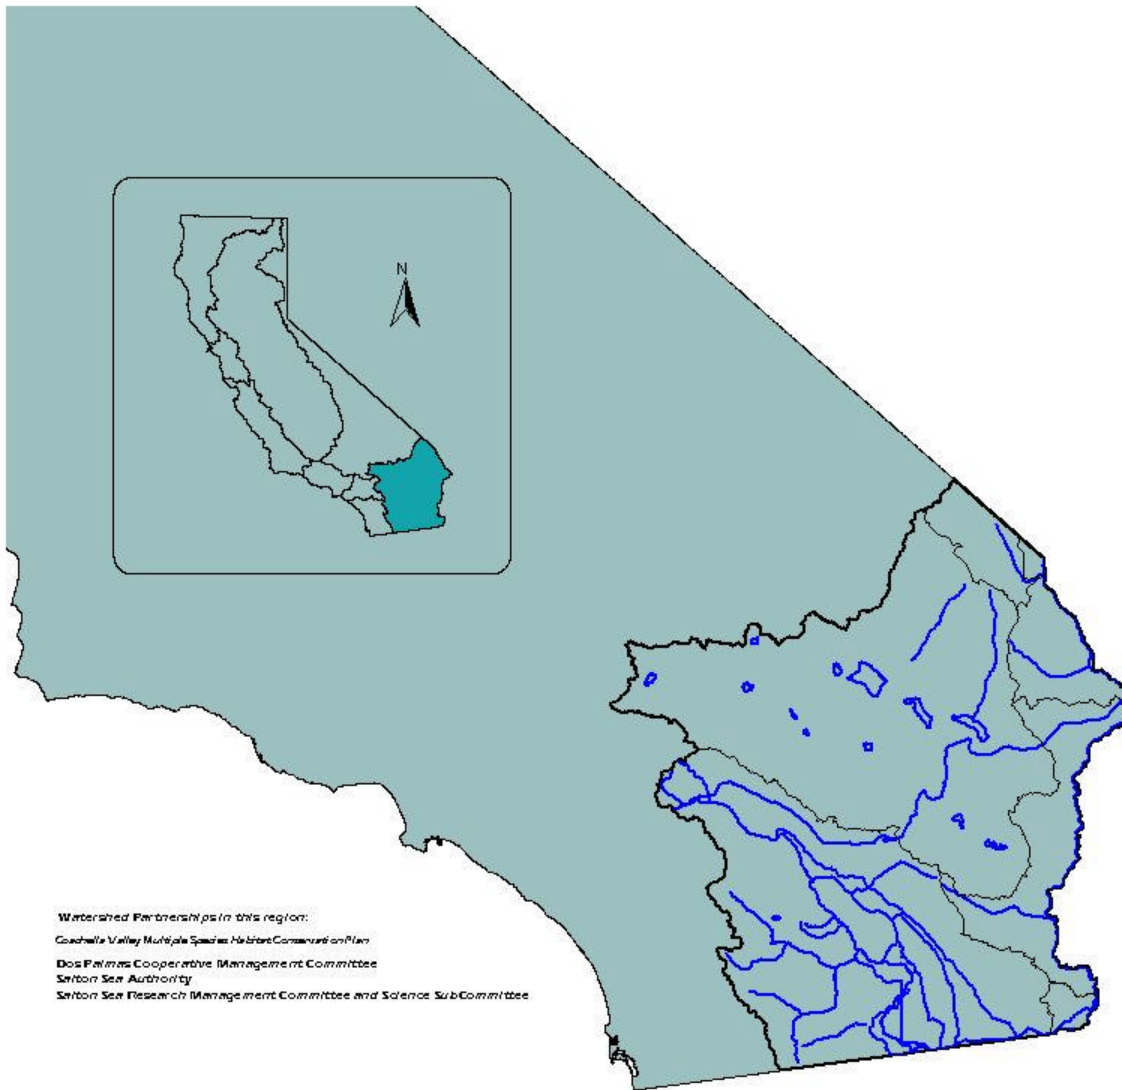 N
Watershed Partnerships in this region:
Coachella Valley Multiple Species Habitat Conservation Plan
Dos Palmas Cooperative Management Committee
Salton Sea Authority
Salton Sea Research Management Committee and Science SubCommittee